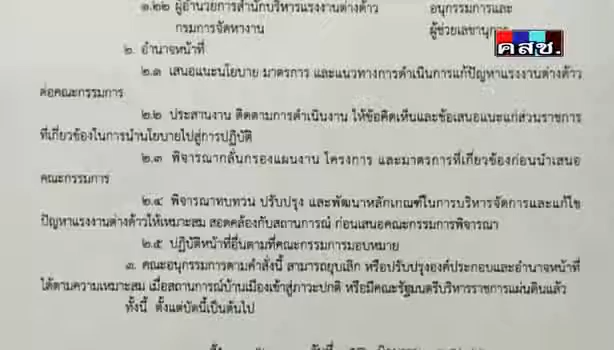 ๑.๒๒ ผู้อำนวยการสำนักบริหารแรงงานต่างด้าว อนุกรรมการและ
กรมการจัดหางาน ผู้ช่วยเลขานุการ
คสช.
๒. อำนาจหน้าที่
๒.๑ เสนอแนะนโยบาย มาตรการ และแนวทางการดำเนินการแก้ปัญหาแรงงานต่างด้าว
ต่อคณะกรรมการ
๒.๒ ประสานงาน ติดตามการดำเนินงาน ให้ข้อคิดเห็นและข้อเสนอแนะแก่ส่วนราชการ
ที่เกี่ยวข้องในการนำนโยบายไปสู่การปฏิบัติ
๒.๓ พิจารณากลั่นกรองแผนงาน โครงการ และมาตรการที่เกี่ยวข้องก่อนนำเสนอ
คณะกรรมการ
๒.๔ พิจารณาทบทวน ปรับปรุง และพัฒนาหลักเกณฑ์ในการบริหารจัดการและแก้ไข
ปัญหาแรงงานต่างด้าวให้เหมาะสม สอดคล้องกับสถานการณ์ ก่อนเสนอคณะกรรมการพิจารณา
๒.๕ ปฏิบัติหน้าที่อื่นตามที่คณะกรรมการมอบหมาย
๓. คณะอนุกรรมการตามคำสั่งนี้ สามารถยุบเลิก หรือปรับปรุงองค์ประกอบและอำนาจหน้าที่
ได้ตามความเหมาะสม เมื่อสถานการณ์บ้านเมืองเข้าสู่ภาวะปกติ หรือมีคณะรัฐมนตรีบริหารราชการแผ่นดินแล้ว
ทั้งนี้ ตั้งแต่บัดนี้เป็นต้นไป